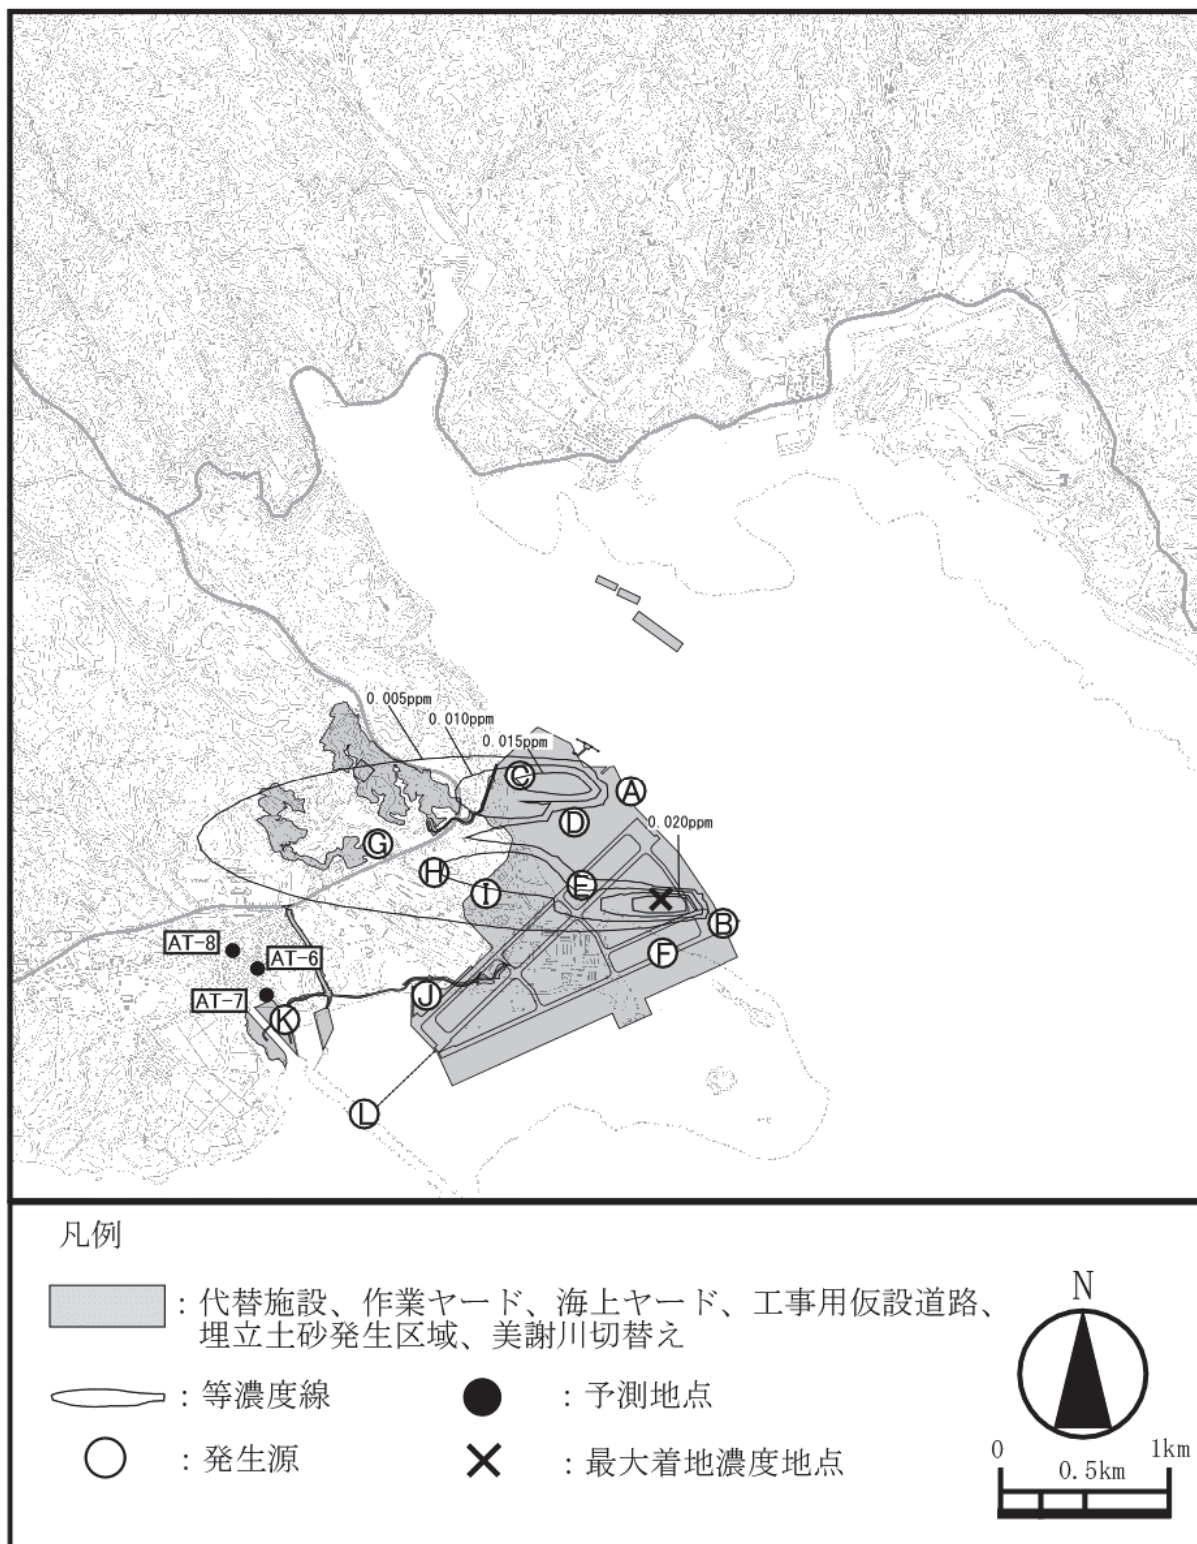 0.005ppm
0.010ppm
0.015ppm
C
A
D
0.020ppm
G
H
E
I
B
F
AT-8
AT-6
AT-7
J
K
L
凡例
：代替施設、作業ヤード、海上ヤード、工事用仮設道路、
埋立土砂発生区域、美謝川切替え
：等濃度線
：予測地点
：発生源
：最大着地濃度地点
N
0 0.5km 1km